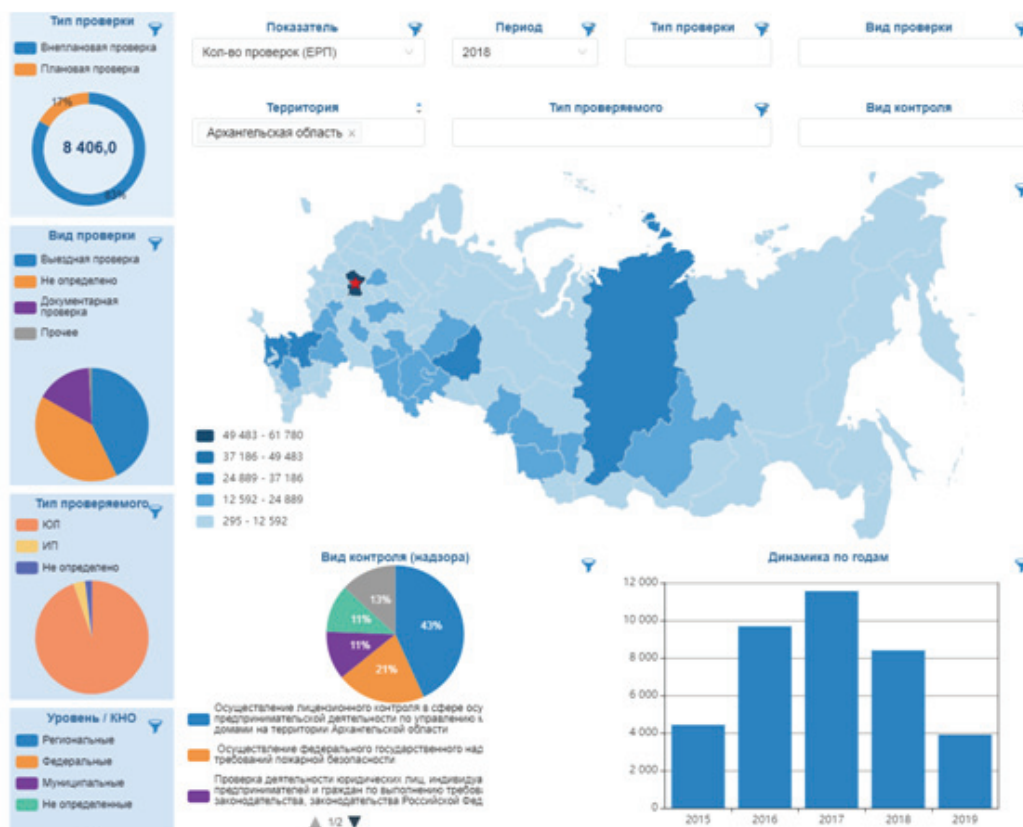 Тип проверки
Внеплановая проверка
Плановая проверка
17%
8 406,0
83%
Вид проверки
Выездная проверка
Не определено
Документарная
проверка
Прочее
Тип проверяемого
ЮЛ
ИП
Не определено
Уровень / КНО
Региональные
Федеральные
Муниципальные
Не определенные
Показатель
Кол-во проверок (ЕРП)
Период
2018
Тип проверки
Вид проверки
Территория
Архангельская область ×
Тип проверяемого
Вид контроля
49 483 - 61 780
37 186 - 49 483
24 889 - 37 186
12 592 - 24 889
295 - 12 592
Вид контроля (надзора)
13%
43%
11%
11%
21%
Осуществление лицензионного контроля в сфере осу
предпринимательской деятельности по управлению
домами на территории Архангельской области
Осуществление федерального государственного над
требований пожарной безопасности
Проверка деятельности юридических лиц, индивидуа
предпринимателей и граждан по выполнению требов
законодательства, законодательства Российской Фед
1/2
Динамика по годам
12 000
10 000
8 000
6 000
4 000
2 000
0
2015 2016 2017 2018 2019